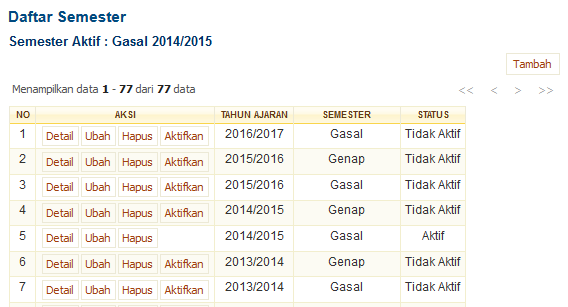 Daftar Semester
Semester Aktif : Gasal 2014/2015
Tambah
Menampilkan data 1 - 77 dari 77 data << < > >>
NO AKSI TAHUN AJARAN SEMESTER STATUS
1 Detail Ubah Hapus Aktifkan 2016/2017 Gasal Tidak Aktif
2 Detail Ubah Hapus Aktifkan 2015/2016 Genap Tidak Aktif
3 Detail Ubah Hapus Aktifkan 2015/2016 Gasal Tidak Aktif
4 Detail Ubah Hapus Aktifkan 2014/2015 Genap Tidak Aktif
5 Detail Ubah Hapus 2014/2015 Gasal Aktif
6 Detail Ubah Hapus Aktifkan 2013/2014 Genap Tidak Aktif
7 Detail Ubah Hapus Aktifkan 2013/2014 Gasal Tidak Aktif